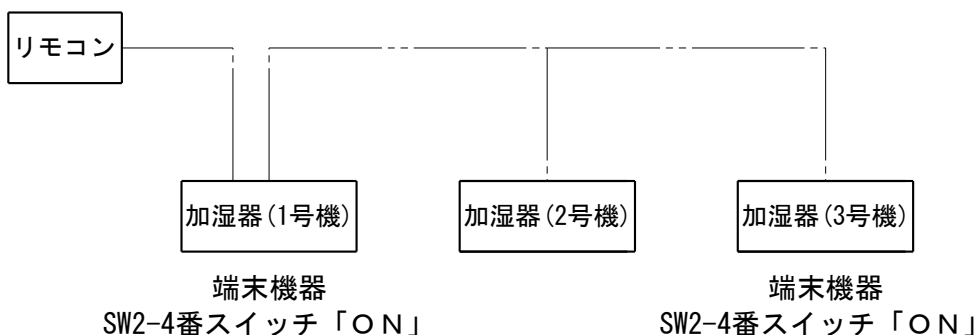 リモコン
加湿器(1号機)
加湿器(2号機)
加湿器(3号機)
端末機器
SW2-4番スイッチ「ＯＮ」
端末機器
SW2-4番スイッチ「ＯＮ」